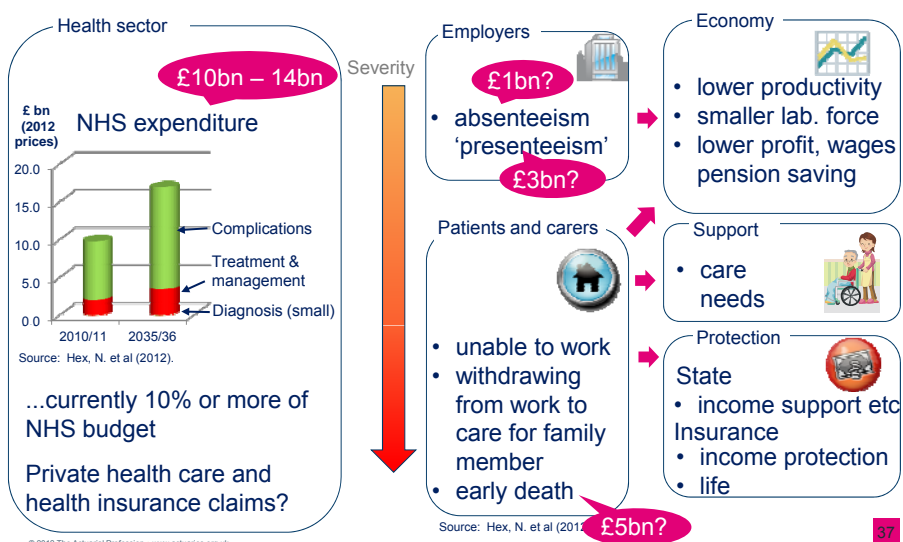 Health sector
£10bn – 14bn
£ bn
(2012
prices)
NHS expenditure
20.0
15.0
10.0
5.0
0.0
Complications
Treatment &
management
Diagnosis (small)
2010/11
2035/36
Source: Hex, N. et al (2012).
...currently 10% or more of
NHS budget
Private health care and
health insurance claims?
Severity
Employers
£1bn?
• absenteeism
'presenteeism'
£3bn?
Patients and carers
• unable to work
• withdrawing
from work to
care for family
member
• early death
Source: Hex, N. et al (2012
£5bn?
Economy
• lower productivity
• smaller lab. force
• lower profit, wages
pension saving
Support
• care
needs
Protection
State
• income support etc
Insurance
• income protection
• life
37